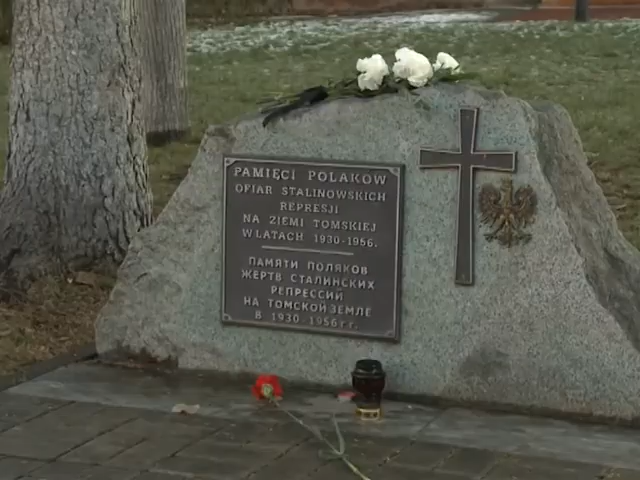 PAMIĘCI POLAKÓW
OFIAR STALINOWSKICH
REPRESJI
NA ZIEMI TOMSKIEJ
W LATACH 1930-1956.
ПАМЯТИ ПОЛЯКОВ
ЖЕРТВ СТАЛИНСКИХ
РЕПРЕССИЙ
НА ТОМСКОЙ ЗЕМЛЕ
В 1930-1956 г.г.